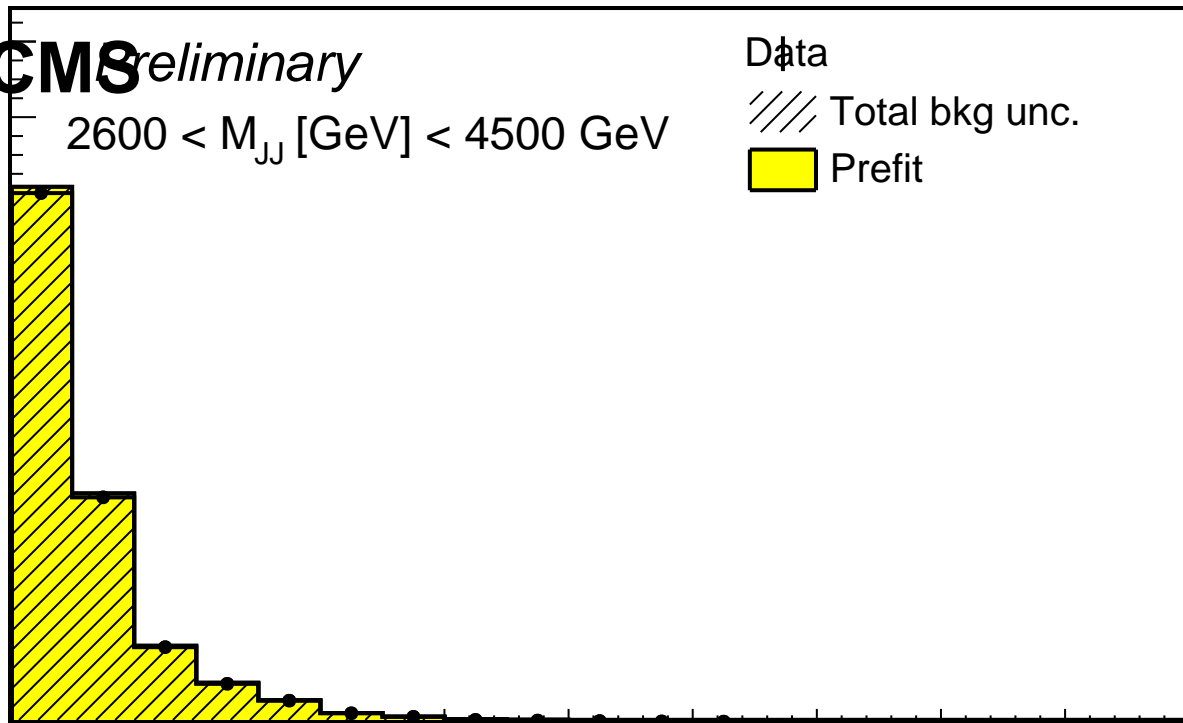 CMS Preliminary
2600 < M_JJ [GeV] < 4500 GeV
Data
Total bkg unc.
Prefit